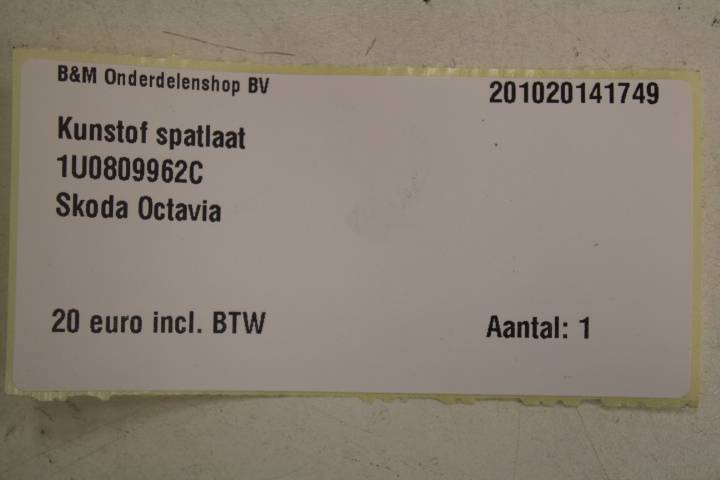 B&M Onderdelenshop BV
201020141749
Kunstof spatlaat
1U0809962C
Skoda Octavia
20 euro incl. BTW
Aantal: 1